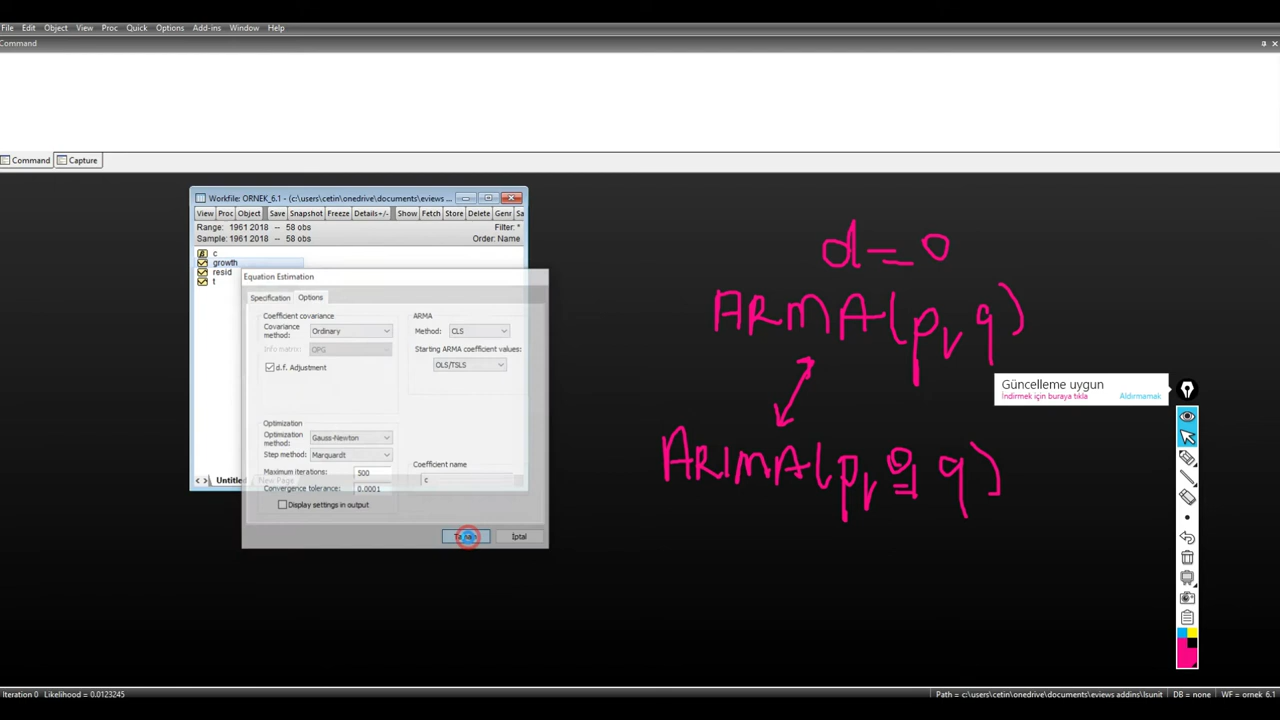 File Edit Object View Proc Quick Options Add-ins Window Help
Command
Command Capture
Workfile: ORNEK_6.1 - (c:\users\cetin\onedrive\documents\eviews ...
View Proc Object Save Snapshot Freeze Details+/- Show Fetch Store Delete Genr Sa
Range: 1961 2018 -- 58 obs Filter: *
Sample: 1961 2018 -- 58 obs Order: Name
c
growth
resid
t
Equation Estimation
Specification Options
Coefficient covariance
Covariance method: Ordinary
Info matrix: OPG
d.f. Adjustment
ARMA
Method: CLS
Starting ARMA coefficient values:
OLS/TSLS
Optimization
Optimization method: Gauss-Newton
Step method: Marquardt
Maximum iterations: 500
Convergence tolerance: 0.0001
Display settings in output
Coefficient name
c
Untitled New Page
Iptal
d=0
ARMA(p,q)
ARIMA(p,0,q)
Güncelleme uygun
İndirmek için buraya tıkla Aldırmamak
Iteration 0 Likelihood = 0.0123245 Path = c:\users\cetin\onedrive\documents\eviews addins\lsunit DB = none WF = ornek 6.1